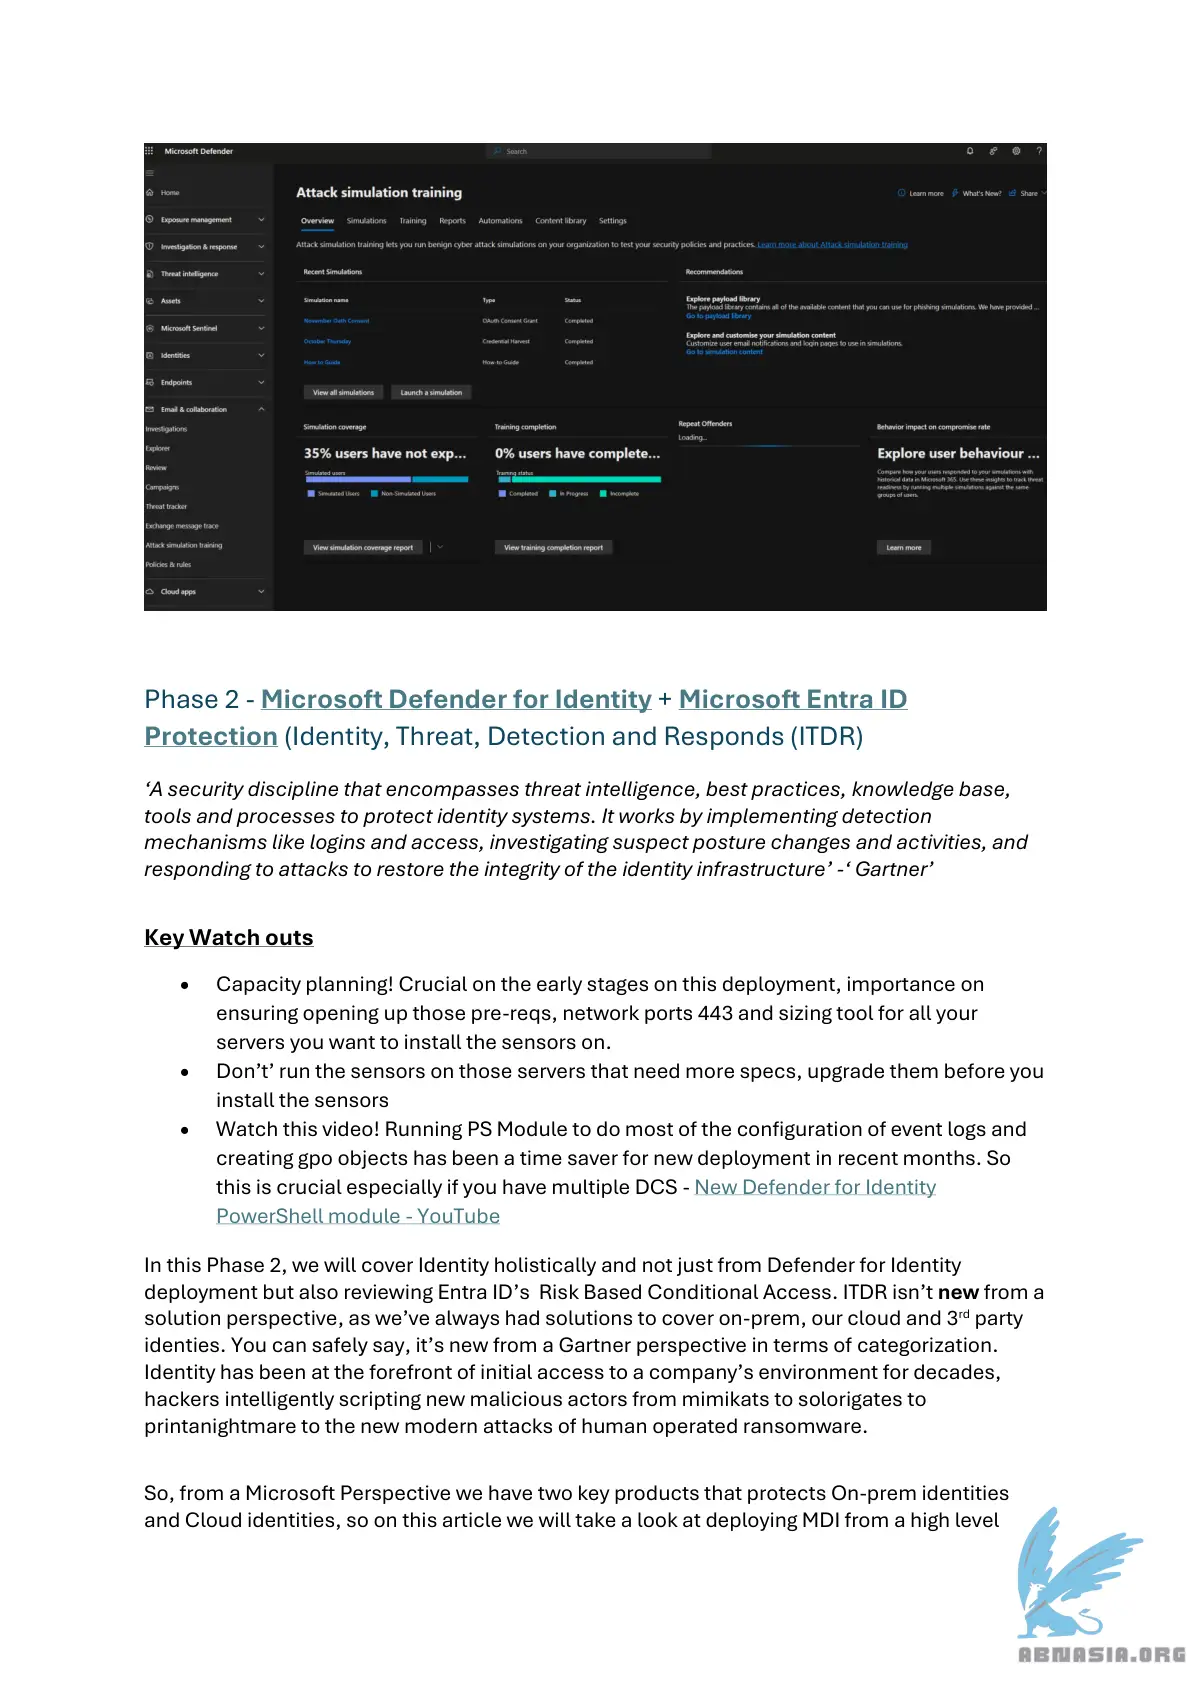 Microsoft Defender
Search
Home
Exposure management
Investigation & response
Threat intelligence
Assets
Microsoft Sentinel
Identities
Endpoints
Email & collaboration
Investigations
Explorer
Review
Campaigns
Threat tracker
Exchange message trace
Attack simulation training
Policies & rules
Cloud apps
Attack simulation training
Learn more What's New? Share
Overview Simulations Training Reports Automations Content library Settings
Attack simulation training lets you run benign cyber attack simulations on your organization to test your security policies and practices. Learn more about Attack simulation training
Recent Simulations
Simulation name Type Status
November Oath Consent OAuth Consent Grant Completed
October Thursday Credential Harvest Completed
How to Guide How-to Guide Completed
View all simulations Launch a simulation
Recommendations
Explore payload library
The payload library contains all of the available content that you can use for phishing simulations. We have provided ...
Go to payload library
Explore and customise your simulation content
Customize user email notifications and login pages to use in simulations.
Go to simulation content
Simulation coverage
35% users have not exp...
Simulated users
Simulated Users Non-Simulated Users
View simulation coverage report
Training completion
0% users have complete...
Training status
Completed In Progress Incomplete
View training completion report
Repeat Offenders
Loading...
Behavior impact on compromise rate
Explore user behaviour ...
Compare how your users responded to your simulations with
historical data in Microsoft 365. Use these insights to track threat
readiness by running multiple simulations against the same
groups of users.
Learn more
Phase 2 - Microsoft Defender for Identity + Microsoft Entra ID
Protection (Identity, Threat, Detection and Responds (ITDR)
‘A security discipline that encompasses threat intelligence, best practices, knowledge base,
tools and processes to protect identity systems. It works by implementing detection
mechanisms like logins and access, investigating suspect posture changes and activities, and
responding to attacks to restore the integrity of the identity infrastructure’ -‘ Gartner’
Key Watch outs
• Capacity planning! Crucial on the early stages on this deployment, importance on
ensuring opening up those pre-reqs, network ports 443 and sizing tool for all your
servers you want to install the sensors on.
• Don’t’ run the sensors on those servers that need more specs, upgrade them before you
install the sensors
• Watch this video! Running PS Module to do most of the configuration of event logs and
creating gpo objects has been a time saver for new deployment in recent months. So
this is crucial especially if you have multiple DCS - New Defender for Identity
PowerShell module - YouTube
In this Phase 2, we will cover Identity holistically and not just from Defender for Identity
deployment but also reviewing Entra ID’s Risk Based Conditional Access. ITDR isn’t new from a
solution perspective, as we’ve always had solutions to cover on-prem, our cloud and 3rd party
identies. You can safely say, it’s new from a Gartner perspective in terms of categorization.
Identity has been at the forefront of initial access to a company’s environment for decades,
hackers intelligently scripting new malicious actors from mimikats to solorigates to
printanightmare to the new modern attacks of human operated ransomware.
So, from a Microsoft Perspective we have two key products that protects On-prem identities
and Cloud identities, so on this article we will take a look at deploying MDI from a high level
ABNASIA.ORG